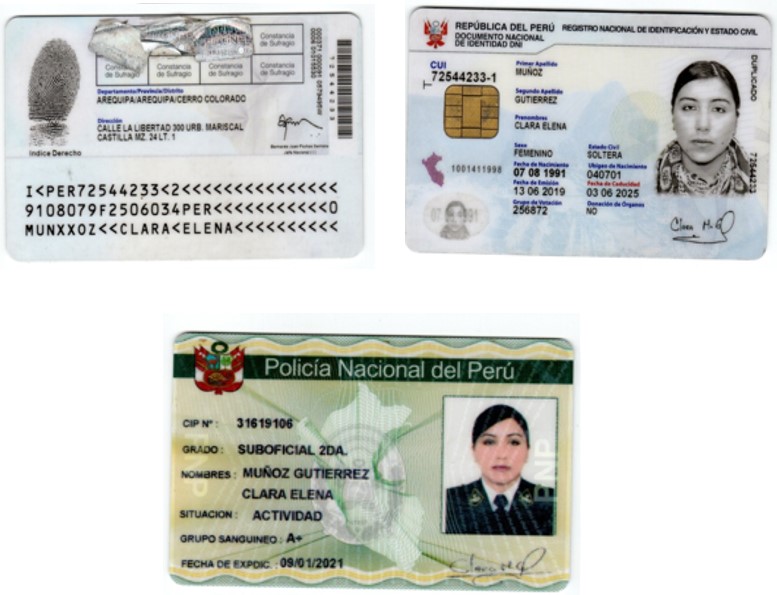 Constancia de Sufragio
Constancia de Sufragio
Constancia de Sufragio
Constancia de Sufragio
Constancia de Sufragio
Departamento/Provincia/Distrito
AREQUIPA/AREQUIPA/CERRO COLORADO
Dirección
CALLE LA LIBERTAD 300 URB. MARISCAL
CASTILLA MZ. 24 LT. 1
Indice Derecho
I<PER72544233<2<<<<<<<<<<<<<<<
9108079F2506034PER<<<<<<<<<<<0
MUNXXOZ<<CLARA<ELENA<<<<<<<<<<
REPÚBLICA DEL PERÚ REGISTRO NACIONAL DE IDENTIFICACIÓN Y ESTADO CIVIL
DOCUMENTO NACIONAL
DE IDENTIDAD DNI
CUI
72544233-1
Primer Apellido
MUÑOZ
Segundo Apellido
GUTIERREZ
Prenombres
CLARA ELENA
Sexo Estado Civil
FEMENINO SOLTERA
Fecha de Nacimiento Ubigeo de Nacimiento
07 08 1991 040701
Fecha de Emisión Fecha de Caducidad
13 06 2019 03 06 2025
Grupo de Votación Donación de Órganos
256872 NO
1001411998
DUPLICADO
72544233
Policía Nacional del Perú
CIP Nº : 31619106
GRADO : SUBOFICIAL 2DA.
NOMBRES : MUÑOZ GUTIERREZ
CLARA ELENA
SITUACION : ACTIVIDAD
GRUPO SANGUINEO : A+
FECHA DE EXPDIC. : 09/01/2021
PNP